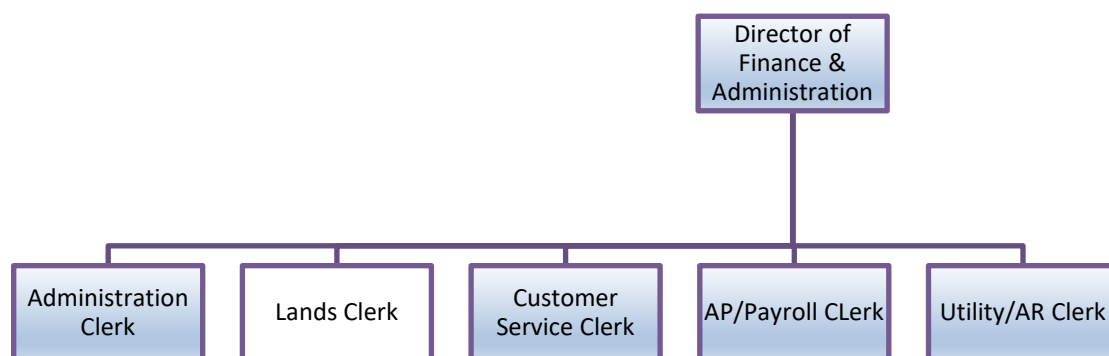 Director of
Finance &
Administration
Administration
Clerk
Lands Clerk
Customer
Service Clerk
AP/Payroll CLerk
Utility/AR Clerk